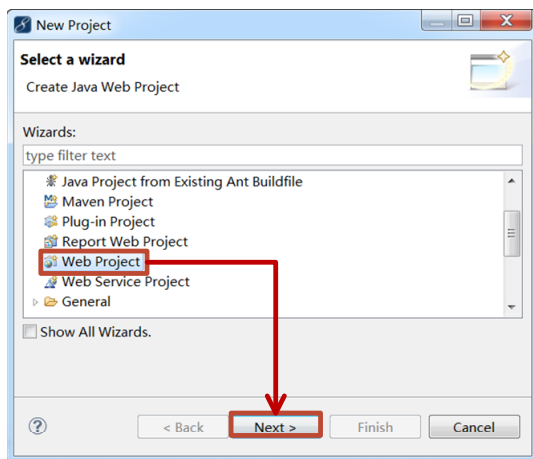 New Project
Select a wizard
Create Java Web Project
Wizards:
type filter text
Java Project from Existing Ant Buildfile
Maven Project
Plug-in Project
Report Web Project
Web Project
Web Service Project
General
Show All Wizards.
< Back
Next >
Finish
Cancel